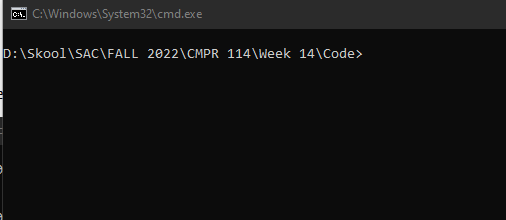 C:\Windows\System32\cmd.exe
D:\Skool\SAC\FALL 2022\CMPR 114\Week 14\Code>